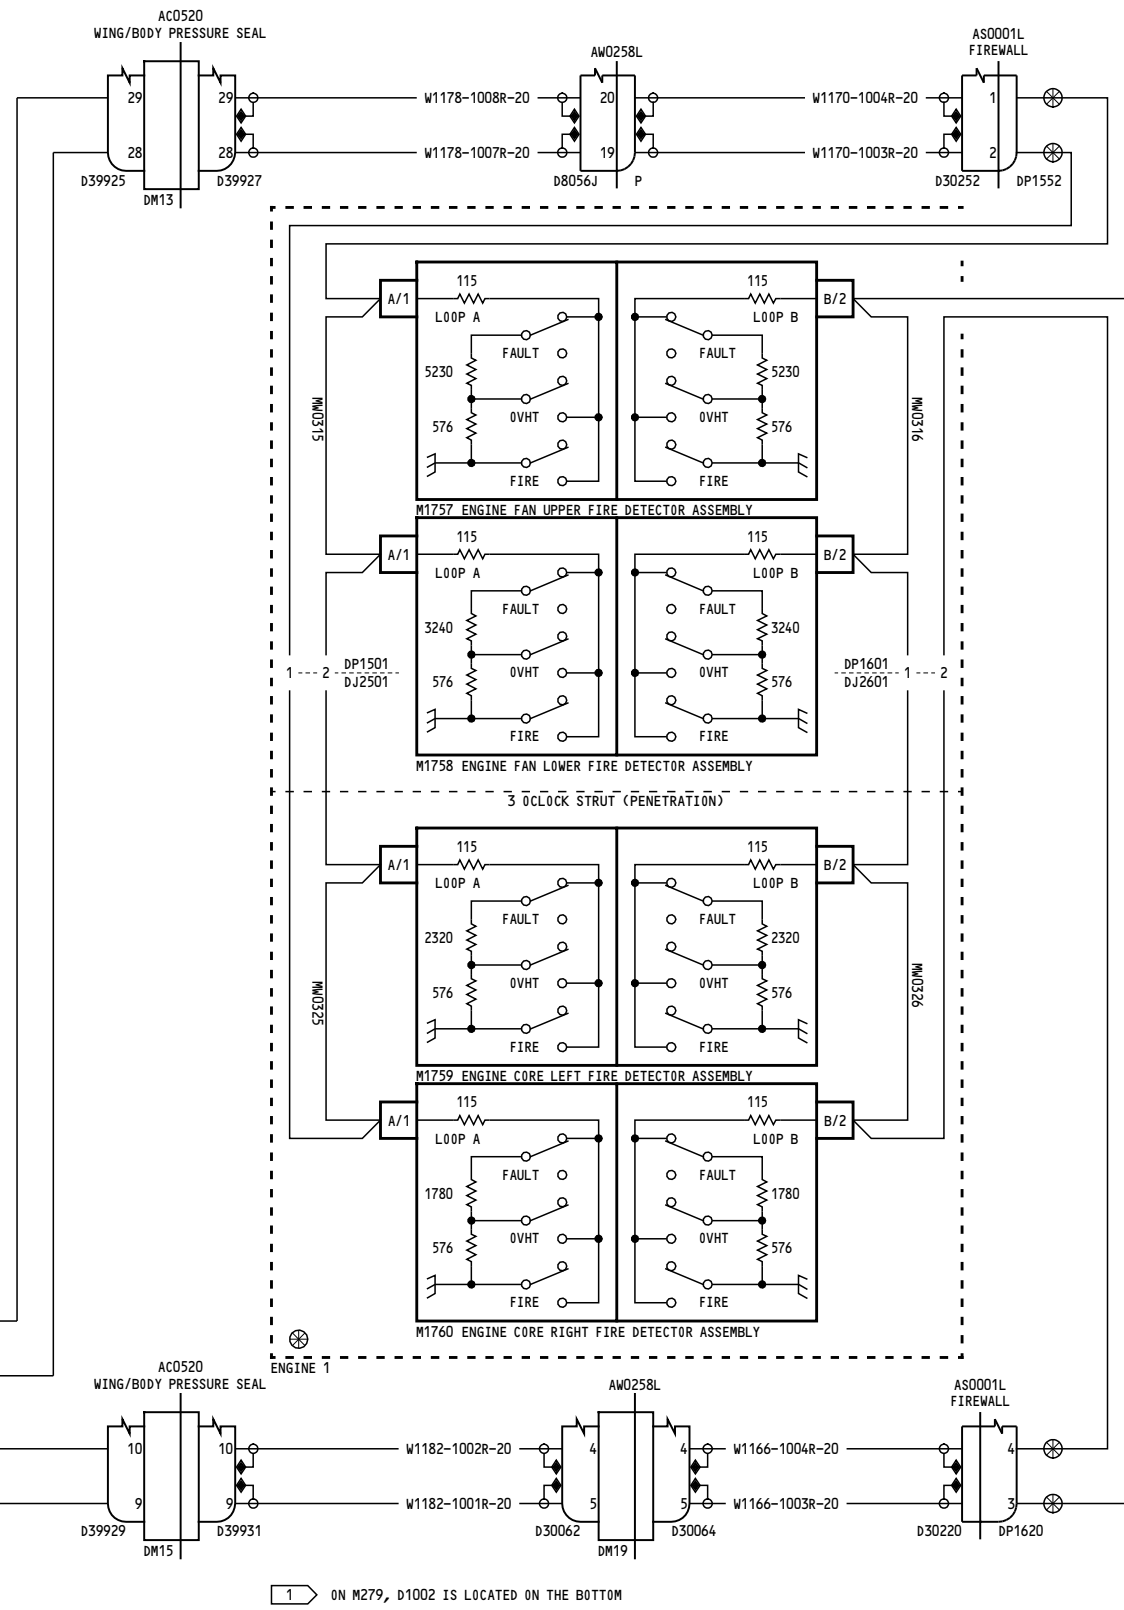 AC0520
WING/BODY PRESSURE SEAL
AW0258L
AS0001L
FIREWALL
29 29 W1178-1008R-20 20 W1170-1004R-20 1
28 28 W1178-1007R-20 19 W1170-1003R-20 2
D39925 D39927 D8056J P D30252 DP1552
DM13
115 115
A/1 B/2
LOOP A LOOP B
FAULT FAULT
5230 5230
MW0315 MW0316
OVHT OVHT
576 576
FIRE FIRE
M1757 ENGINE FAN UPPER FIRE DETECTOR ASSEMBLY
115 115
A/1 B/2
LOOP A LOOP B
FAULT FAULT
3240 3240
DP1501 DP1601
1 2 OVHT OVHT 1 2
DJ2501 DJ2601
576 576
FIRE FIRE
M1758 ENGINE FAN LOWER FIRE DETECTOR ASSEMBLY
3 OCLOCK STRUT (PENETRATION)
115 115
A/1 B/2
LOOP A LOOP B
FAULT FAULT
2320 2320
OVHT OVHT
576 576
MW0325 MW0326
FIRE FIRE
M1759 ENGINE CORE LEFT FIRE DETECTOR ASSEMBLY
115 115
A/1 B/2
LOOP A LOOP B
FAULT FAULT
1780 1780
OVHT OVHT
576 576
FIRE FIRE
M1760 ENGINE CORE RIGHT FIRE DETECTOR ASSEMBLY
ENGINE 1
AC0520
WING/BODY PRESSURE SEAL
AW0258L
AS0001L
FIREWALL
10 10 W1182-1002R-20 4 4 W1166-1004R-20 4
9 9 W1182-1001R-20 5 5 W1166-1003R-20 3
D39929 D39931 D30062 D30064 D30220 DP1620
DM15 DM19
1 ON M279, D1002 IS LOCATED ON THE BOTTOM